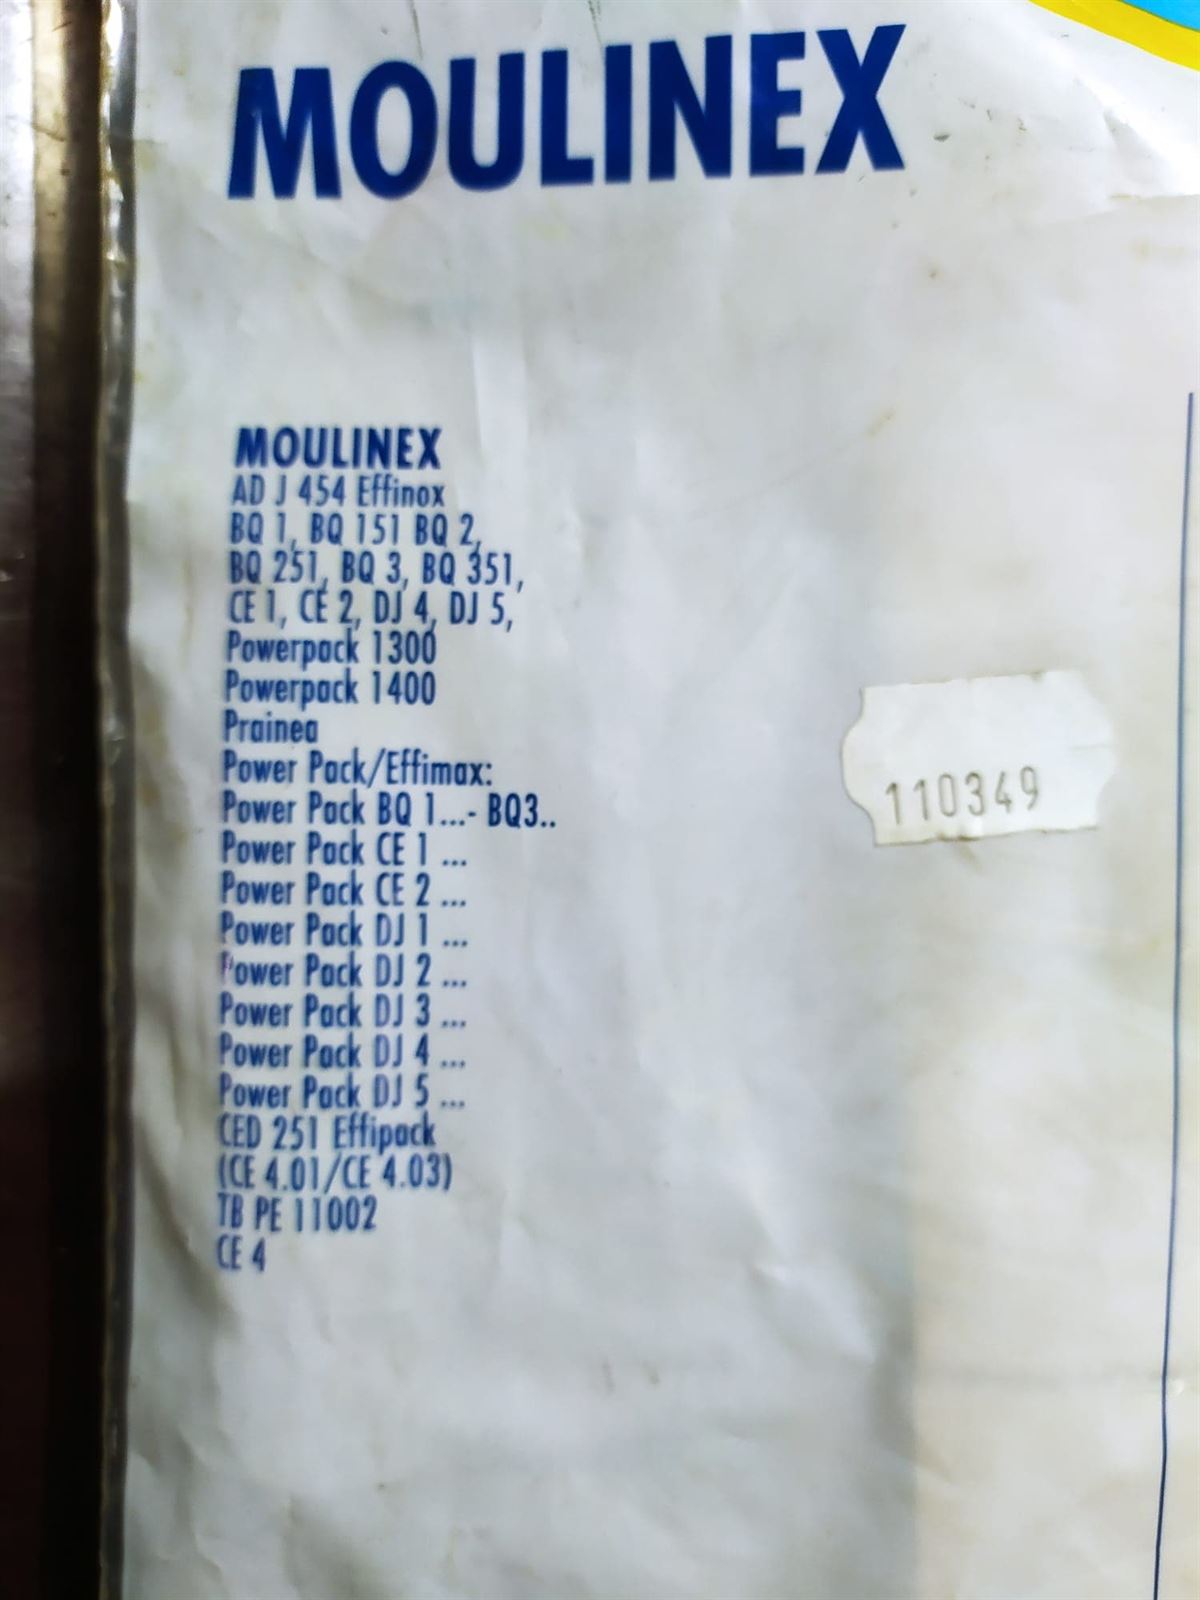 MOULINEX
MOULINEX
AD J 454 Effinox
BQ 1, BQ 151 BQ 2,
BQ 251, BQ 3, BQ 351,
CE 1, CE 2, DJ 4, DJ 5,
Powerpack 1300
Powerpack 1400
Prainea
Power Pack/Effimax:
Power Pack BQ 1...- BQ3..
Power Pack CE 1 ...
Power Pack CE 2 ...
Power Pack DJ 1 ...
Power Pack DJ 2 ...
Power Pack DJ 3 ...
Power Pack DJ 4 ...
Power Pack DJ 5 ...
CED 251 Effipack
(CE 4.01/CE 4.03)
TB PE 11002
CE 4
110349